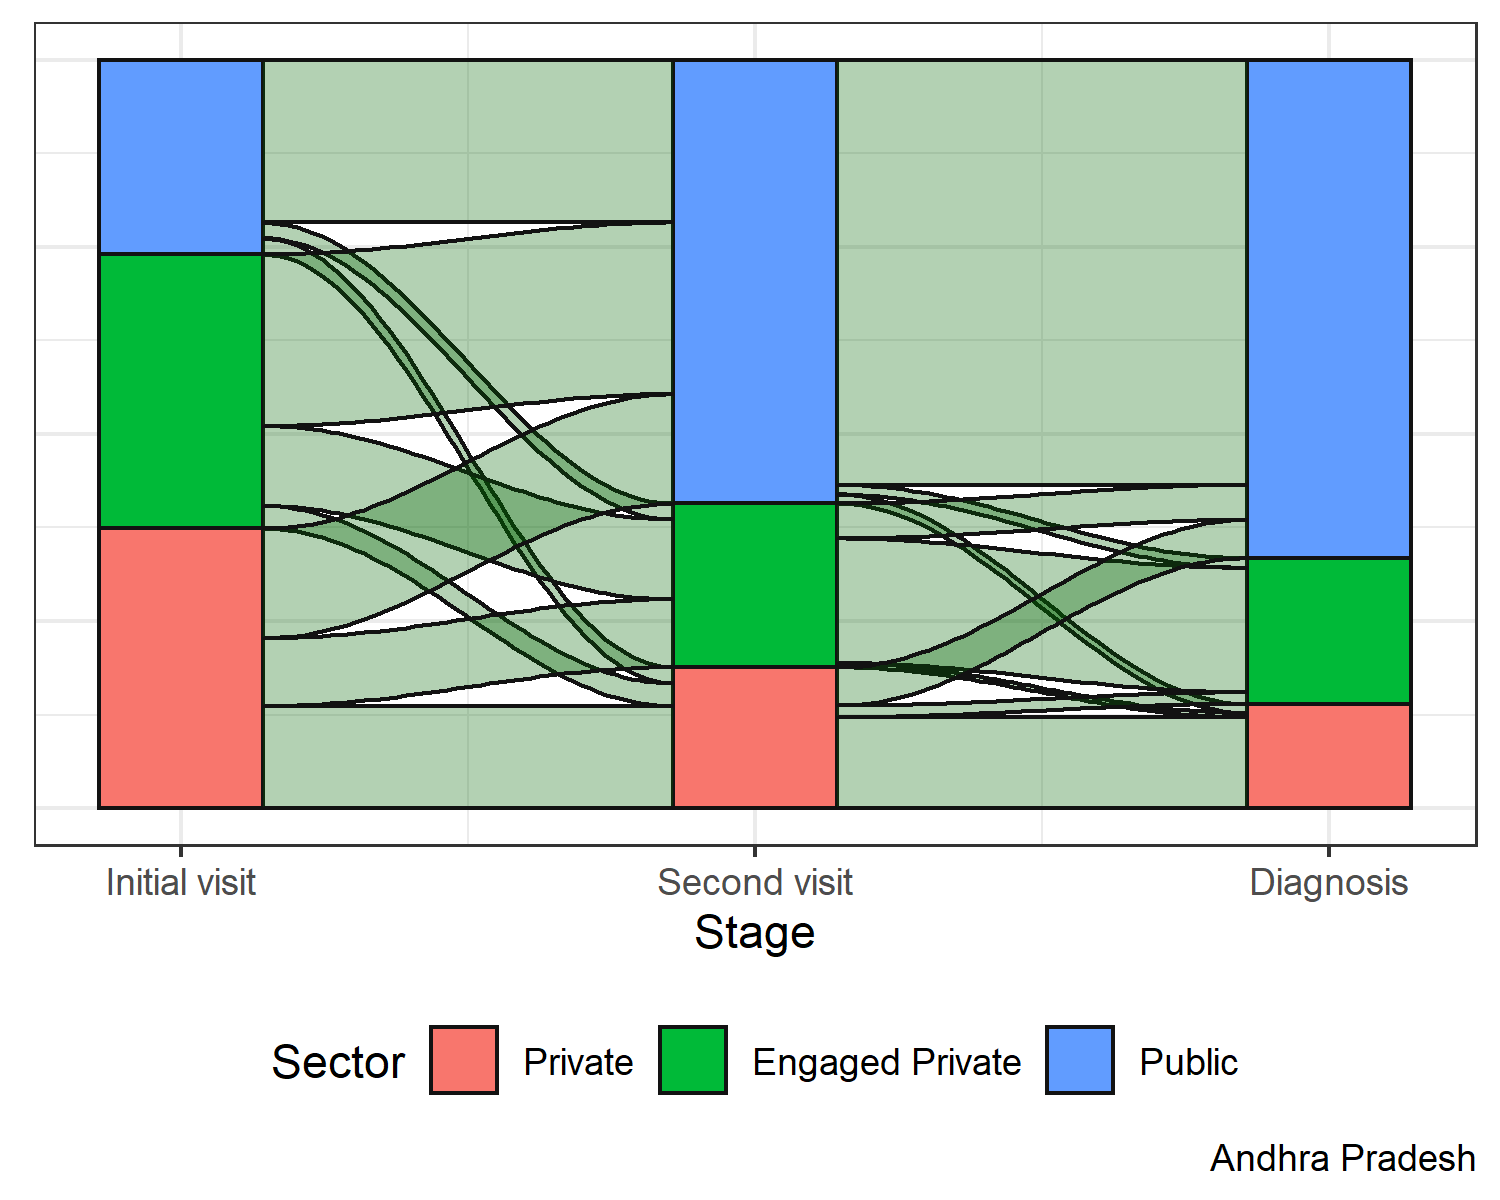 Initial visit Second visit Diagnosis
Stage
Sector Private Engaged Private Public
Andhra Pradesh